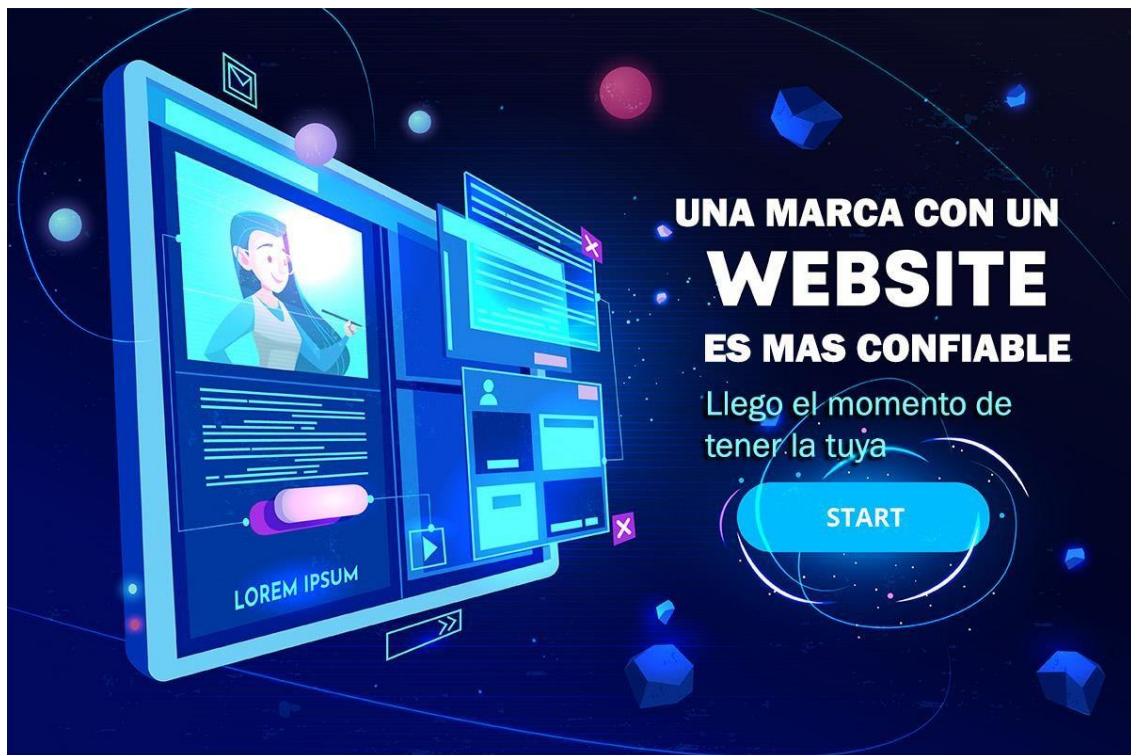 UNA MARCA CON UN
WEBSITE
ES MAS CONFIABLE
Llego el momento de
tener la tuya
START
LOREM IPSUM